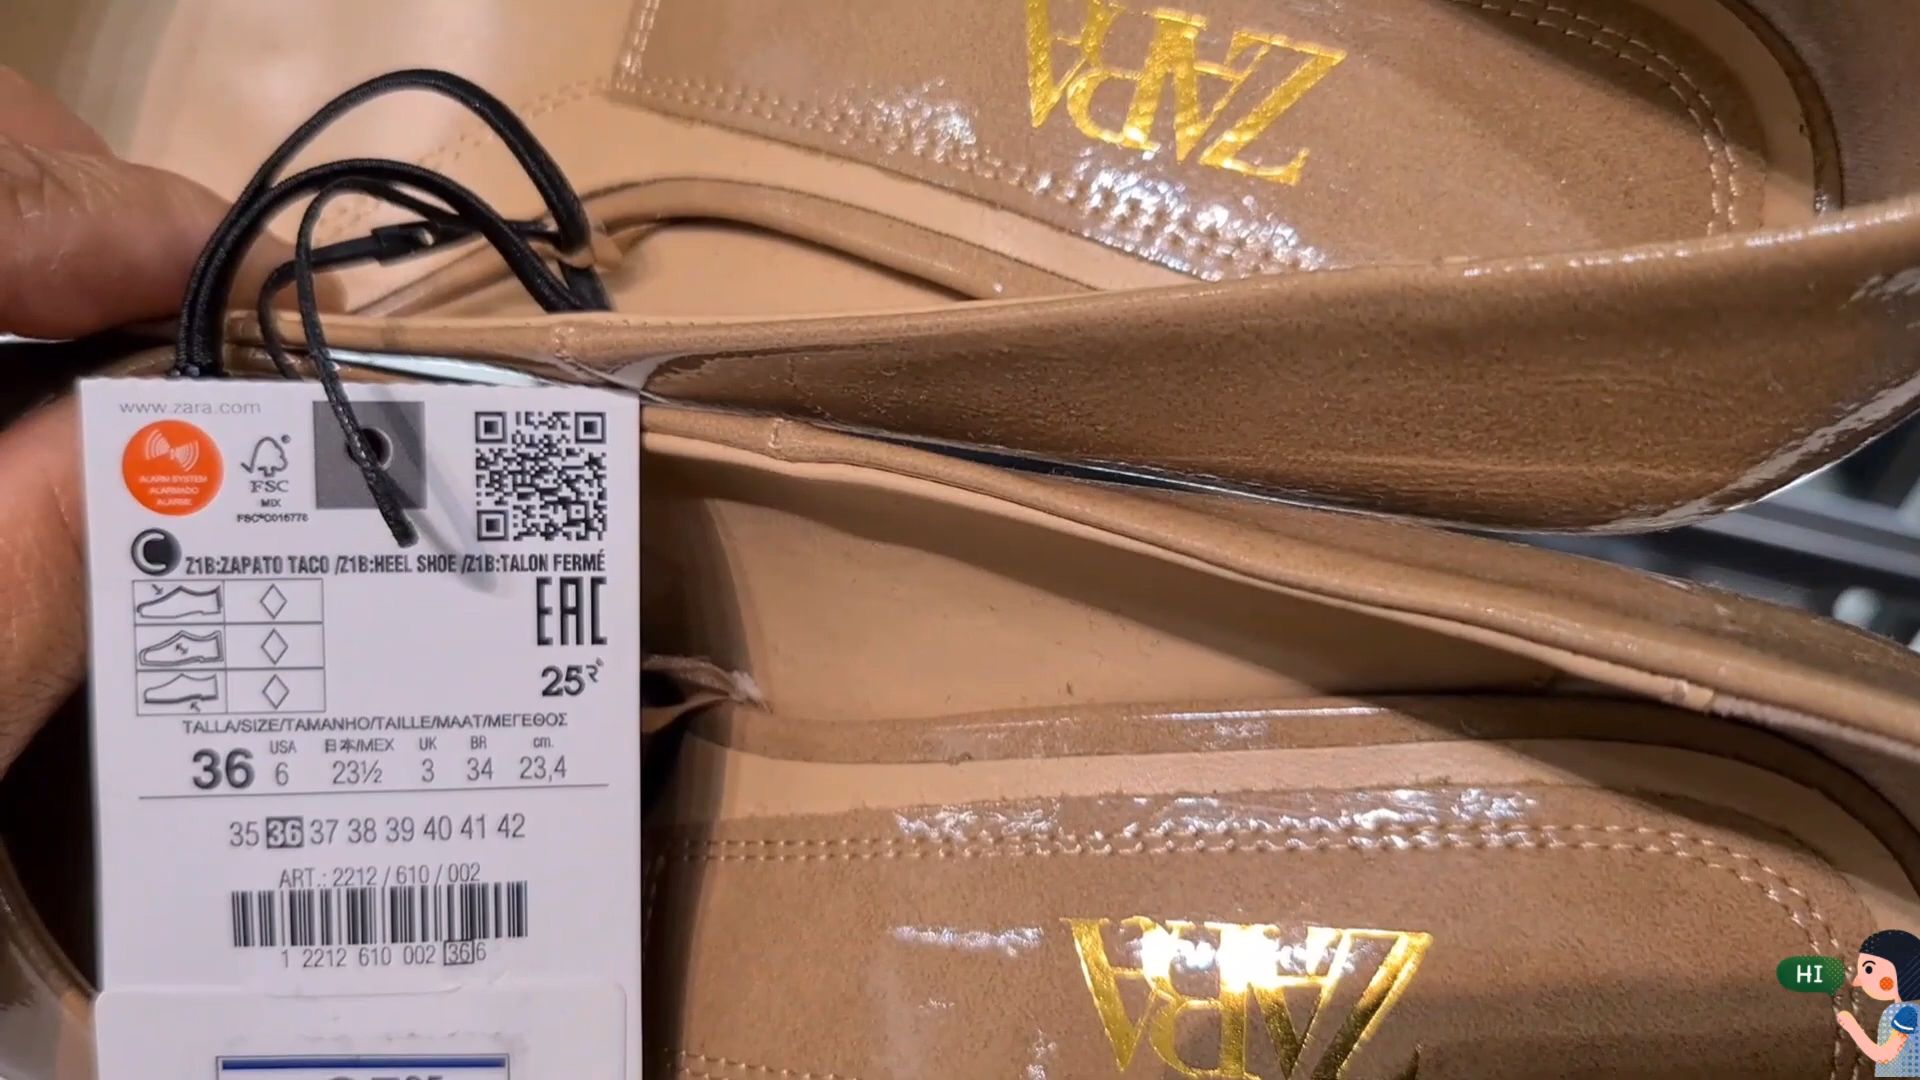 ZARA
www.zara.com
ALARM SYSTEM
/ALARMADO
/ALARME
FSC
MIX
FSC®C016776
C Z1B:ZAPATO TACO /Z1B:HEEL SHOE /Z1B:TALON FERMÉ
EAC
25
TALLA/SIZE/TAMANHO/TAILLE/MAAT/ΜΕΓΕΘΟΣ
USA 日本/MEX UK BR cm.
36 6 23½ 3 34 23,4
35 36 37 38 39 40 41 42
ART.: 2212 / 610 / 002
1 2212 610 002 36 6
ZARA
HI